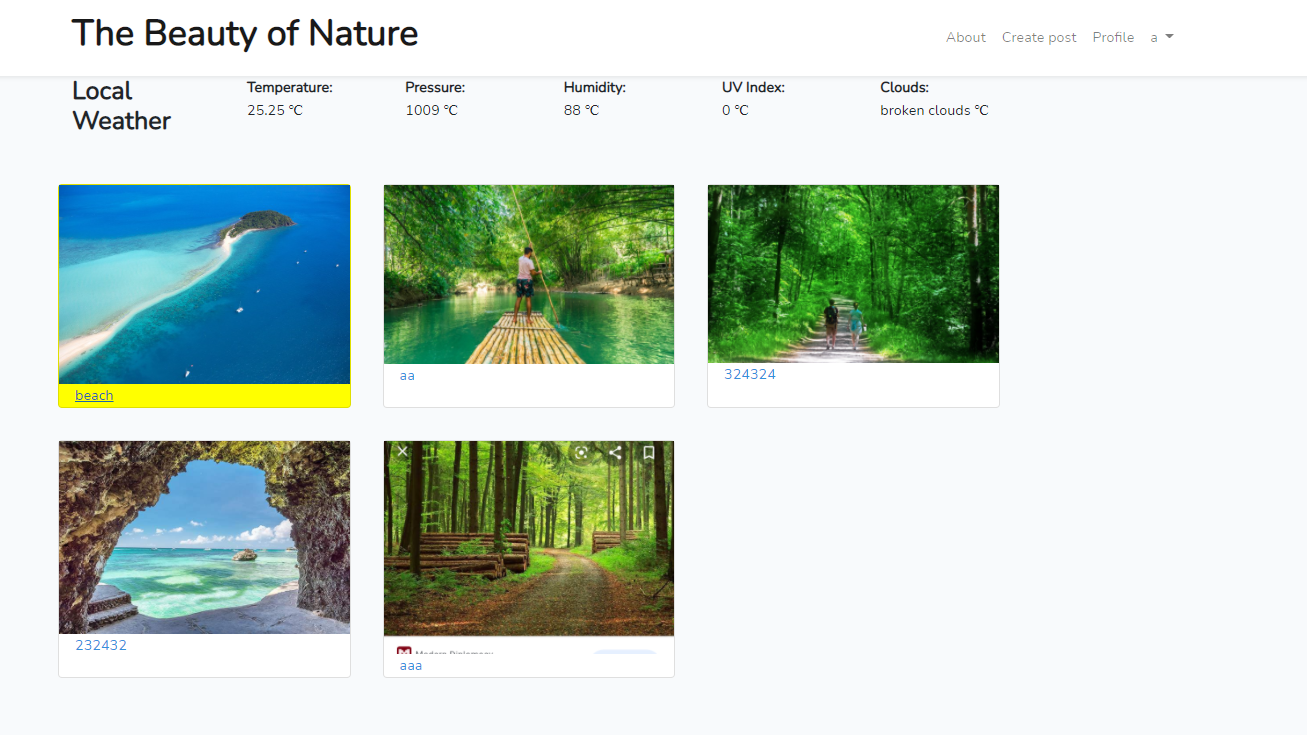 The Beauty of Nature
About Create post Profile a
Local
Weather
Temperature:
25.25 ℃
Pressure:
1009 ℃
Humidity:
88 ℃
UV Index:
0 ℃
Clouds:
broken clouds ℃
beach
aa
324324
232432
Modern Diplomacy
aaa